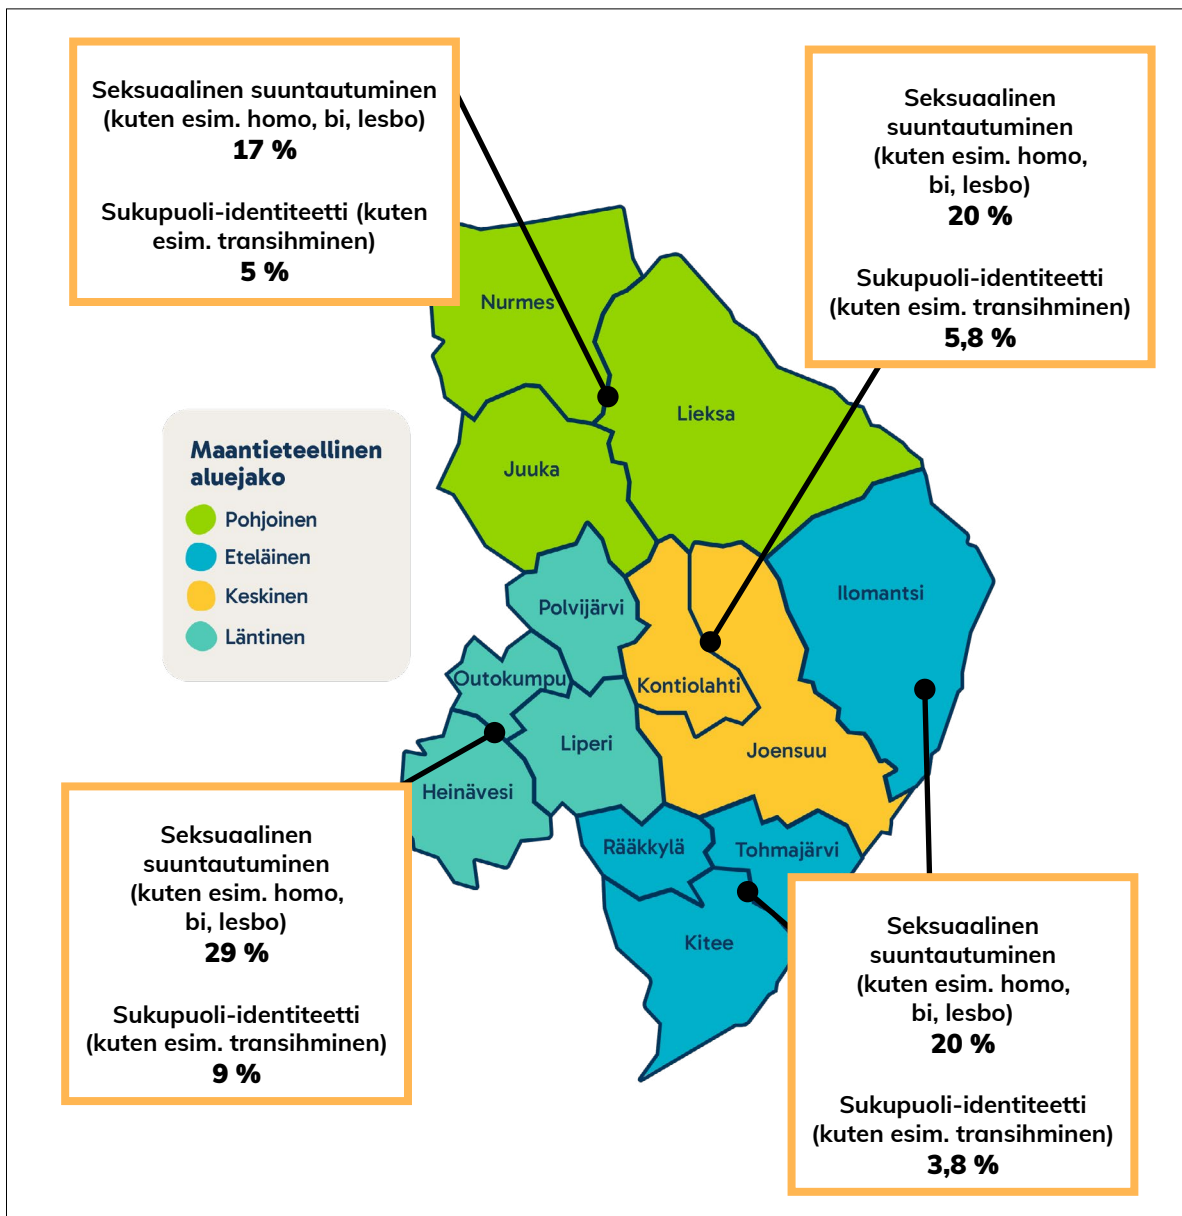 Seksuaalinen suuntautuminen
(kuten esim. homo, bi, lesbo)
17 %
Sukupuoli-identiteetti (kuten
esim. transihminen)
5 %
Seksuaalinen
suuntautuminen
(kuten esim. homo,
bi, lesbo)
20 %
Sukupuoli-identiteetti
(kuten esim. transihminen)
5,8 %
Nurmes
Lieksa
Juuka
Maantieteellinen
aluejako
Pohjoinen
Eteläinen
Keskinen
Läntinen
Ilomantsi
Polvijärvi
Outokumpu
Kontiolahti
Liperi
Joensuu
Heinävesi
Rääkkylä
Tohmajärvi
Kitee
Seksuaalinen
suuntautuminen
(kuten esim. homo,
bi, lesbo)
29 %
Sukupuoli-identiteetti
(kuten esim. transihminen)
9 %
Seksuaalinen
suuntautuminen
(kuten esim. homo,
bi, lesbo)
20 %
Sukupuoli-identiteetti
(kuten esim. transihminen)
3,8 %